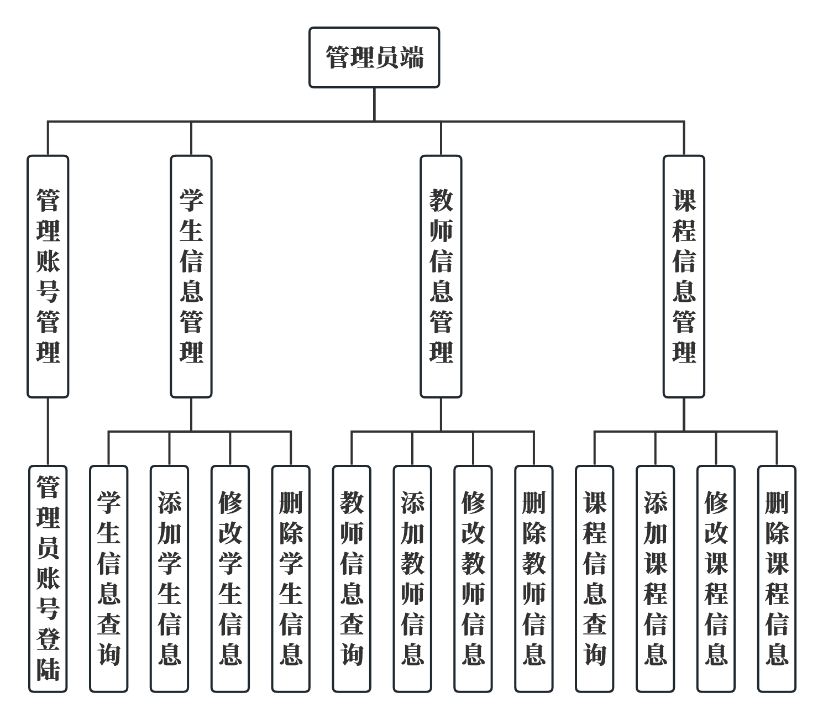 管理员端
管理账号管理
学生信息管理
教师信息管理
课程信息管理
管理员账号登陆
学生信息查询
添加学生信息
修改学生信息
删除学生信息
教师信息查询
添加教师信息
修改教师信息
删除教师信息
课程信息查询
添加课程信息
修改课程信息
删除课程信息